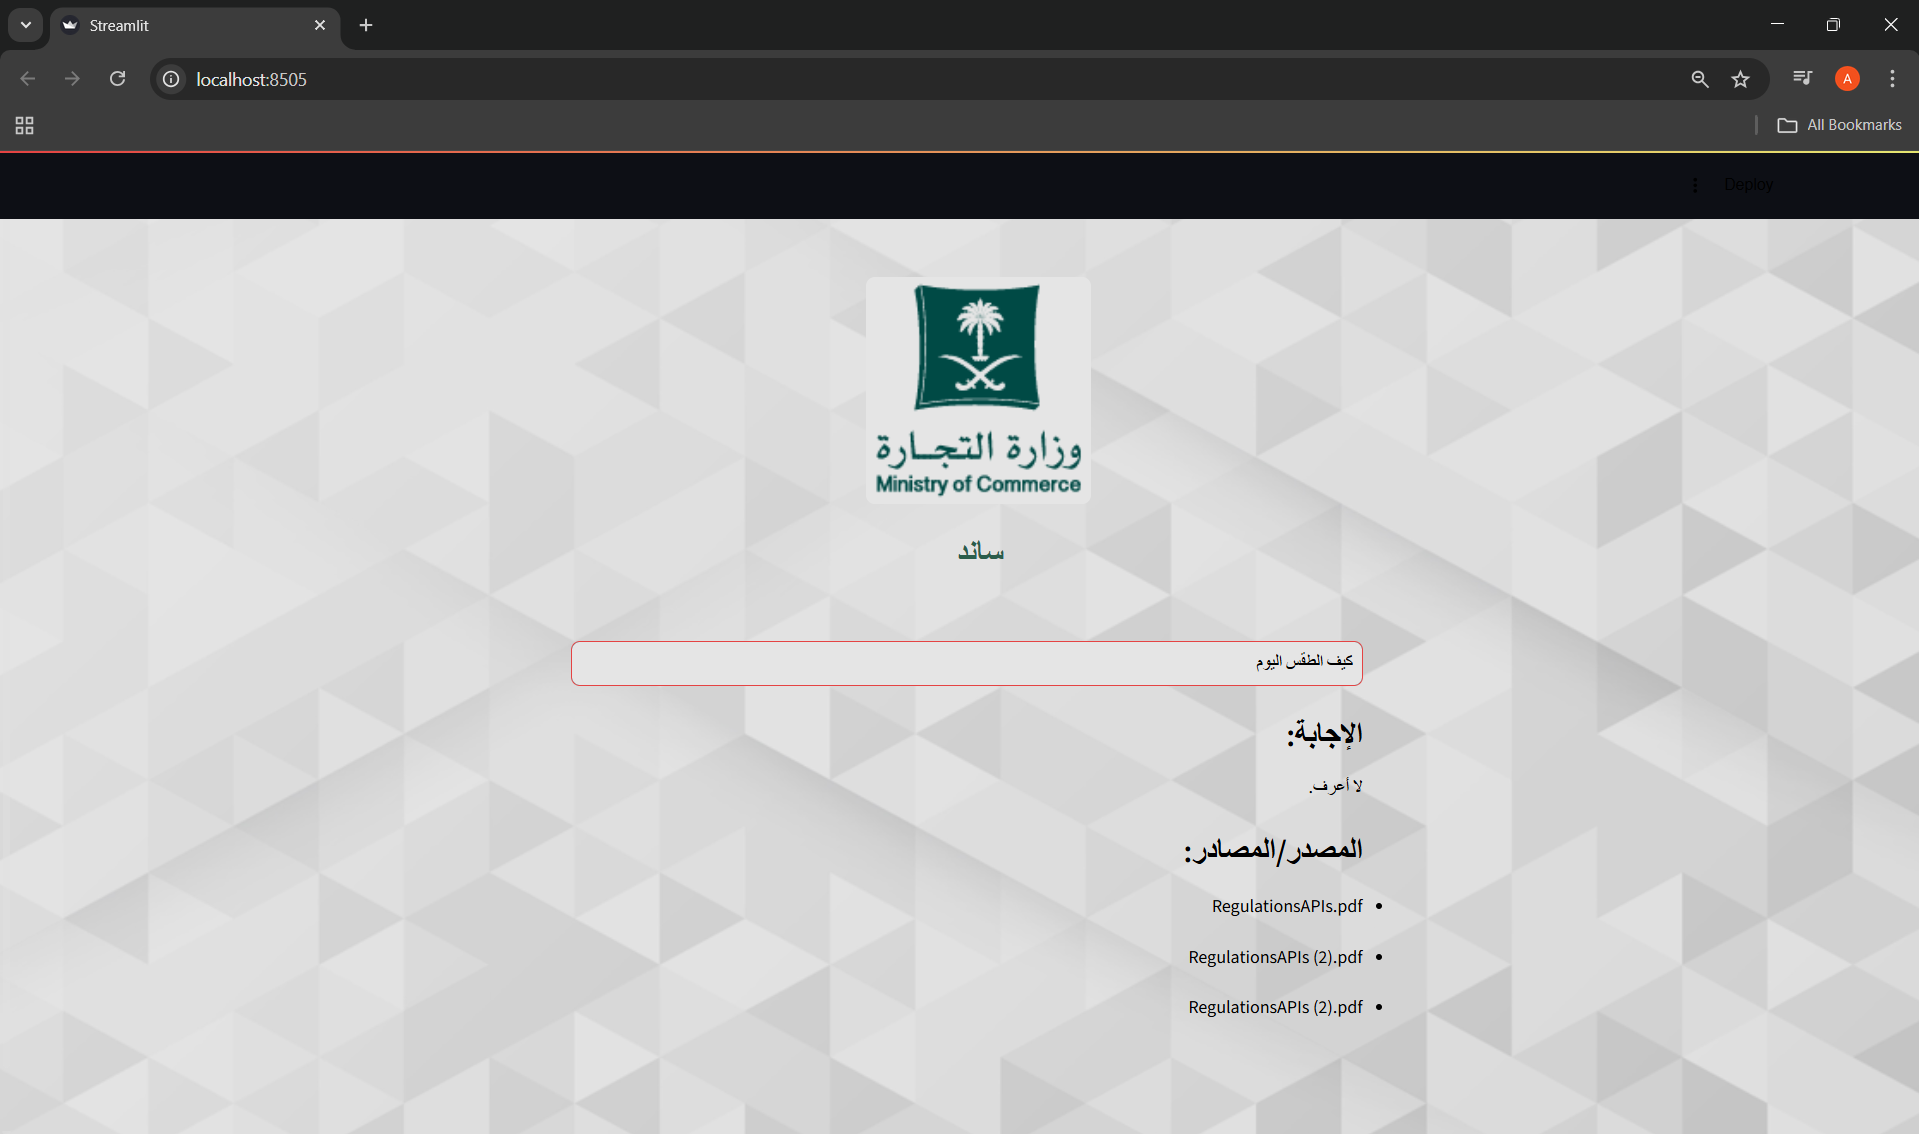 Streamlit
localhost:8505
A
All Bookmarks
Deploy
وزارة التجـارة
Ministry of Commerce
ساند
كيف الطقس اليوم
الإجابة:
لا أعرف.
المصدر/المصادر:
RegulationsAPIs.pdf
RegulationsAPIs (2).pdf
RegulationsAPIs (2).pdf